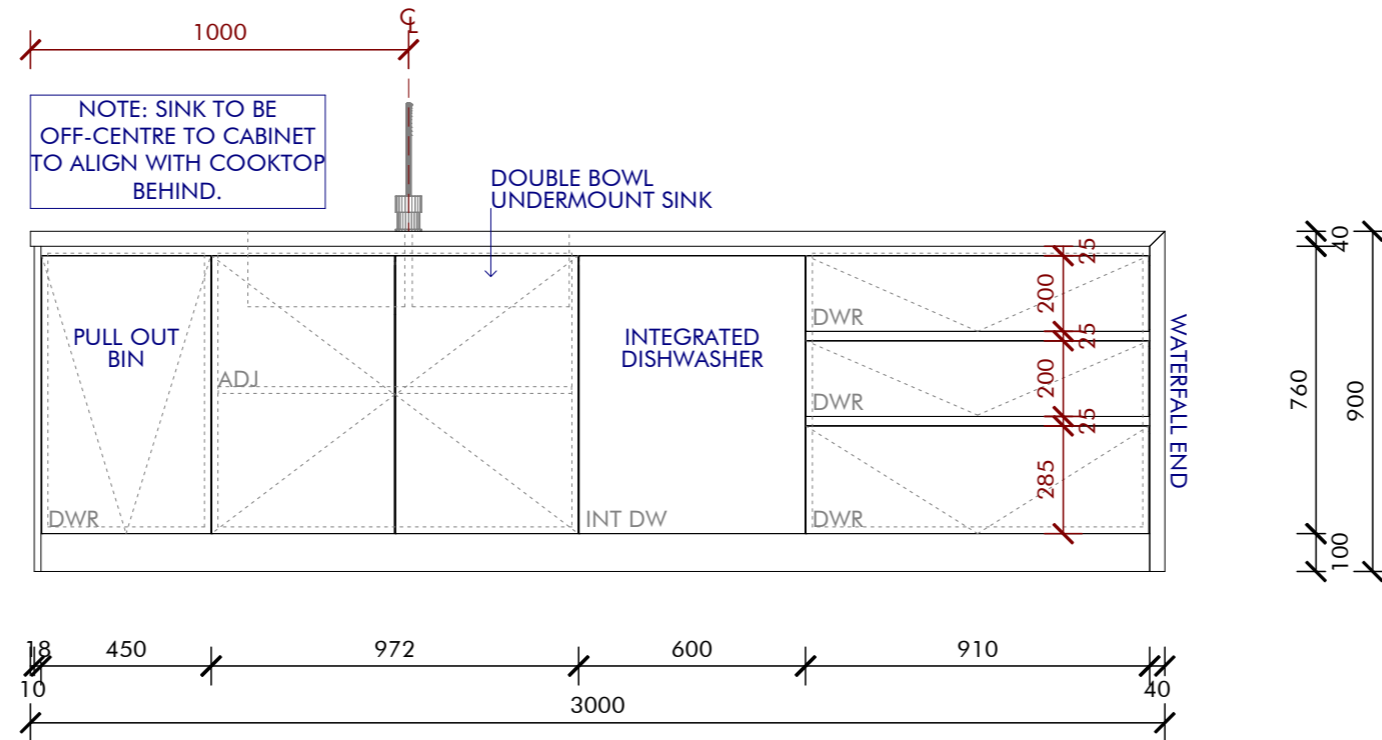 1000
℄
NOTE: SINK TO BE
OFF-CENTRE TO CABINET
TO ALIGN WITH COOKTOP
BEHIND.
DOUBLE BOWL
UNDERMOUNT SINK
PULL OUT
BIN
DWR
ADJ
INTEGRATED
DISHWASHER
INT DW
DWR
DWR
DWR
25
200
25
200
25
285
WATERFALL END
40
760
100
900
18
450
972
600
910
10
40
3000